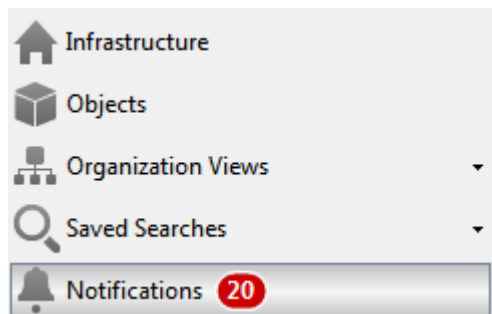 Infrastructure
Objects
Organization Views
Saved Searches
Notifications 20